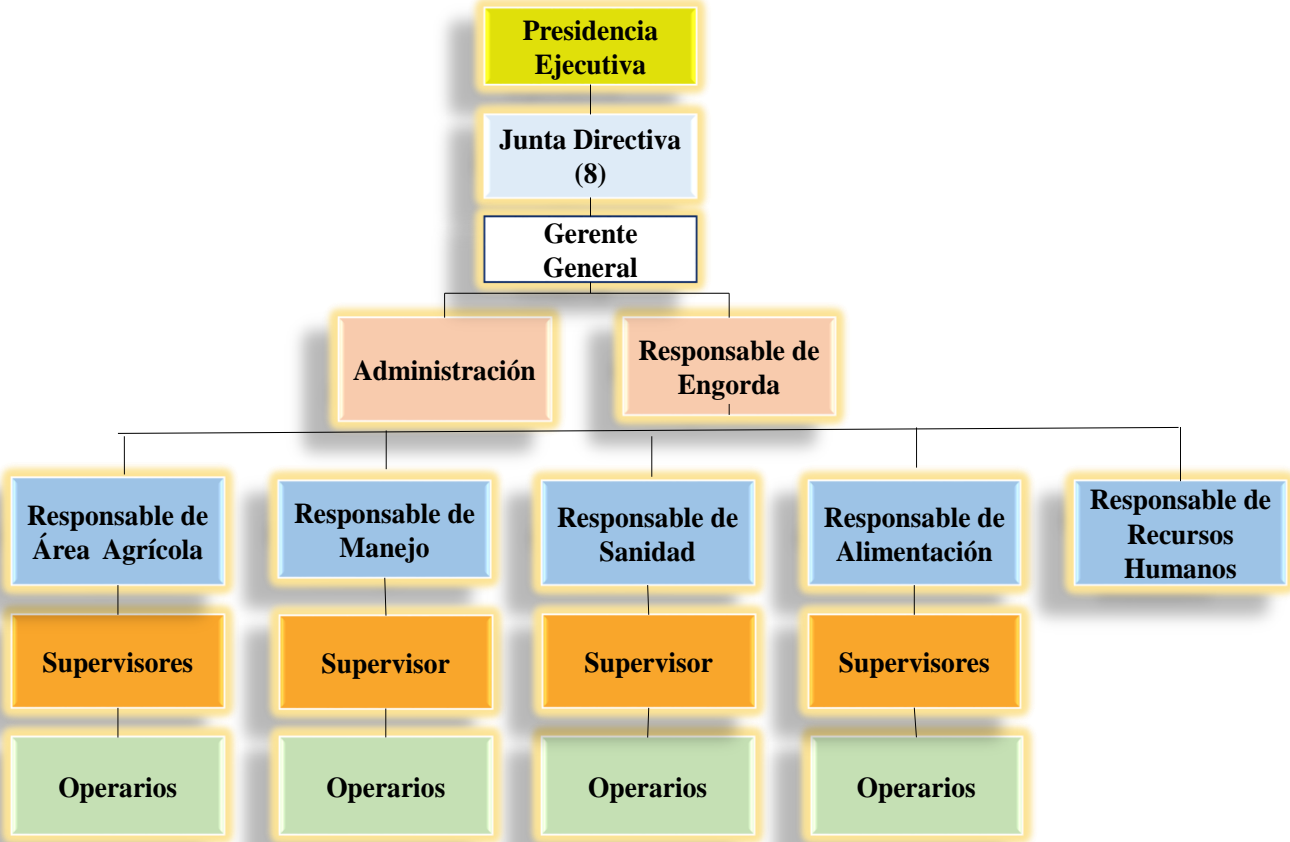 Presidencia
Ejecutiva
Junta Directiva
(8)
Gerente
General
Administración
Responsable de
Engorda
Responsable de
Área Agrícola
Responsable de
Manejo
Responsable de
Sanidad
Responsable de
Alimentación
Responsable de
Recursos
Humanos
Supervisores
Supervisor
Supervisor
Supervisores
Operarios
Operarios
Operarios
Operarios